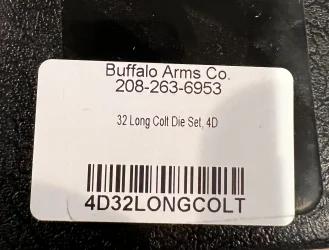 Buffalo Arms Co.
208-263-6953
32 Long Colt Die Set, 4D
4D32LONGCOLT